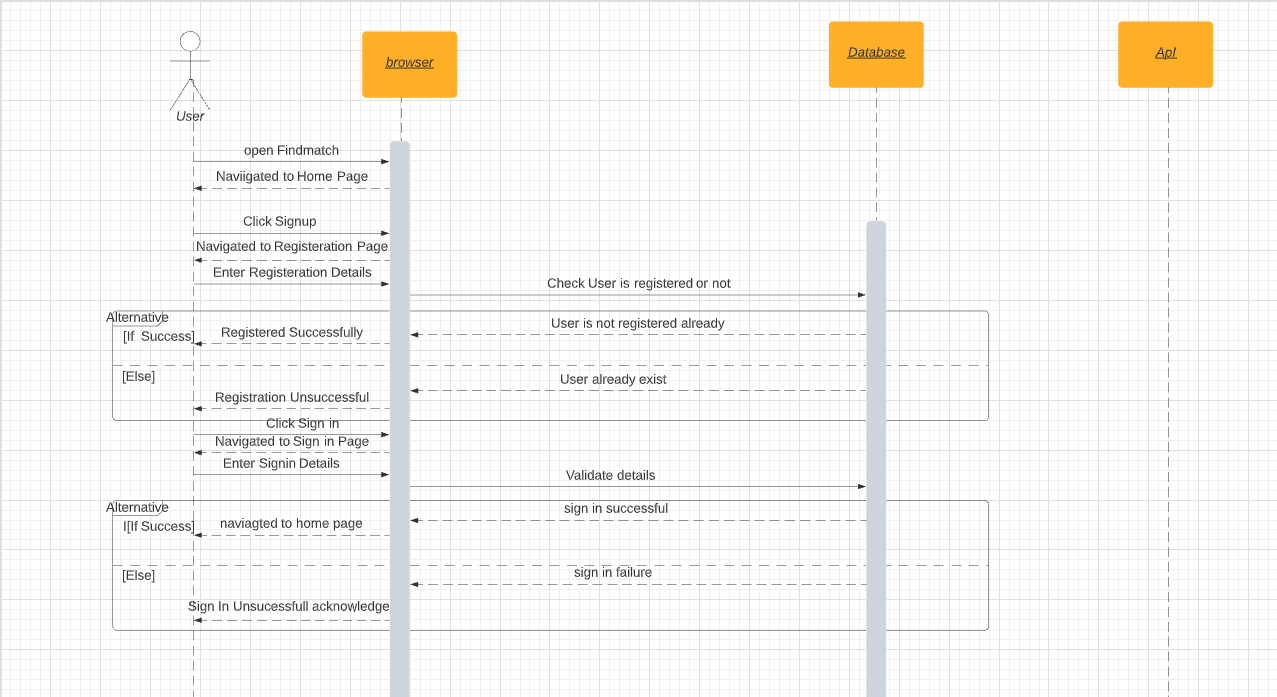 browser
Database
ApI
User
open Findmatch
Naviigated to Home Page
Click Signup
Navigated to Registeration Page
Enter Registeration Details
Check User is registered or not
Alternative
User is not registered already
[If Success]
Registered Successfully
[Else]
User already exist
Registration Unsuccessful
Click Sign in
Navigated to Sign in Page
Enter Signin Details
Validate details
Alternative
sign in successful
I[If Success]
naviagted to home page
[Else]
sign in failure
Sign In Unsucessfull acknowledge